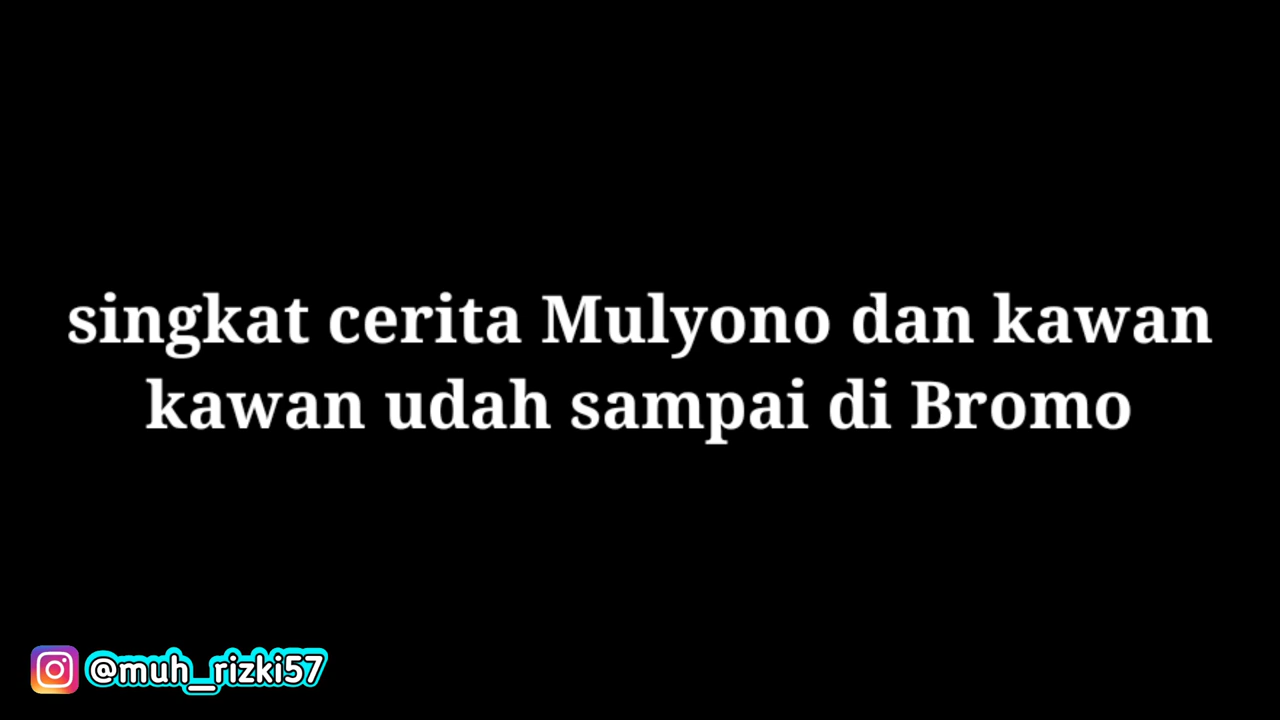 singkat cerita Mulyono dan kawan
kawan udah sampai di Bromo
@muh_rizki57